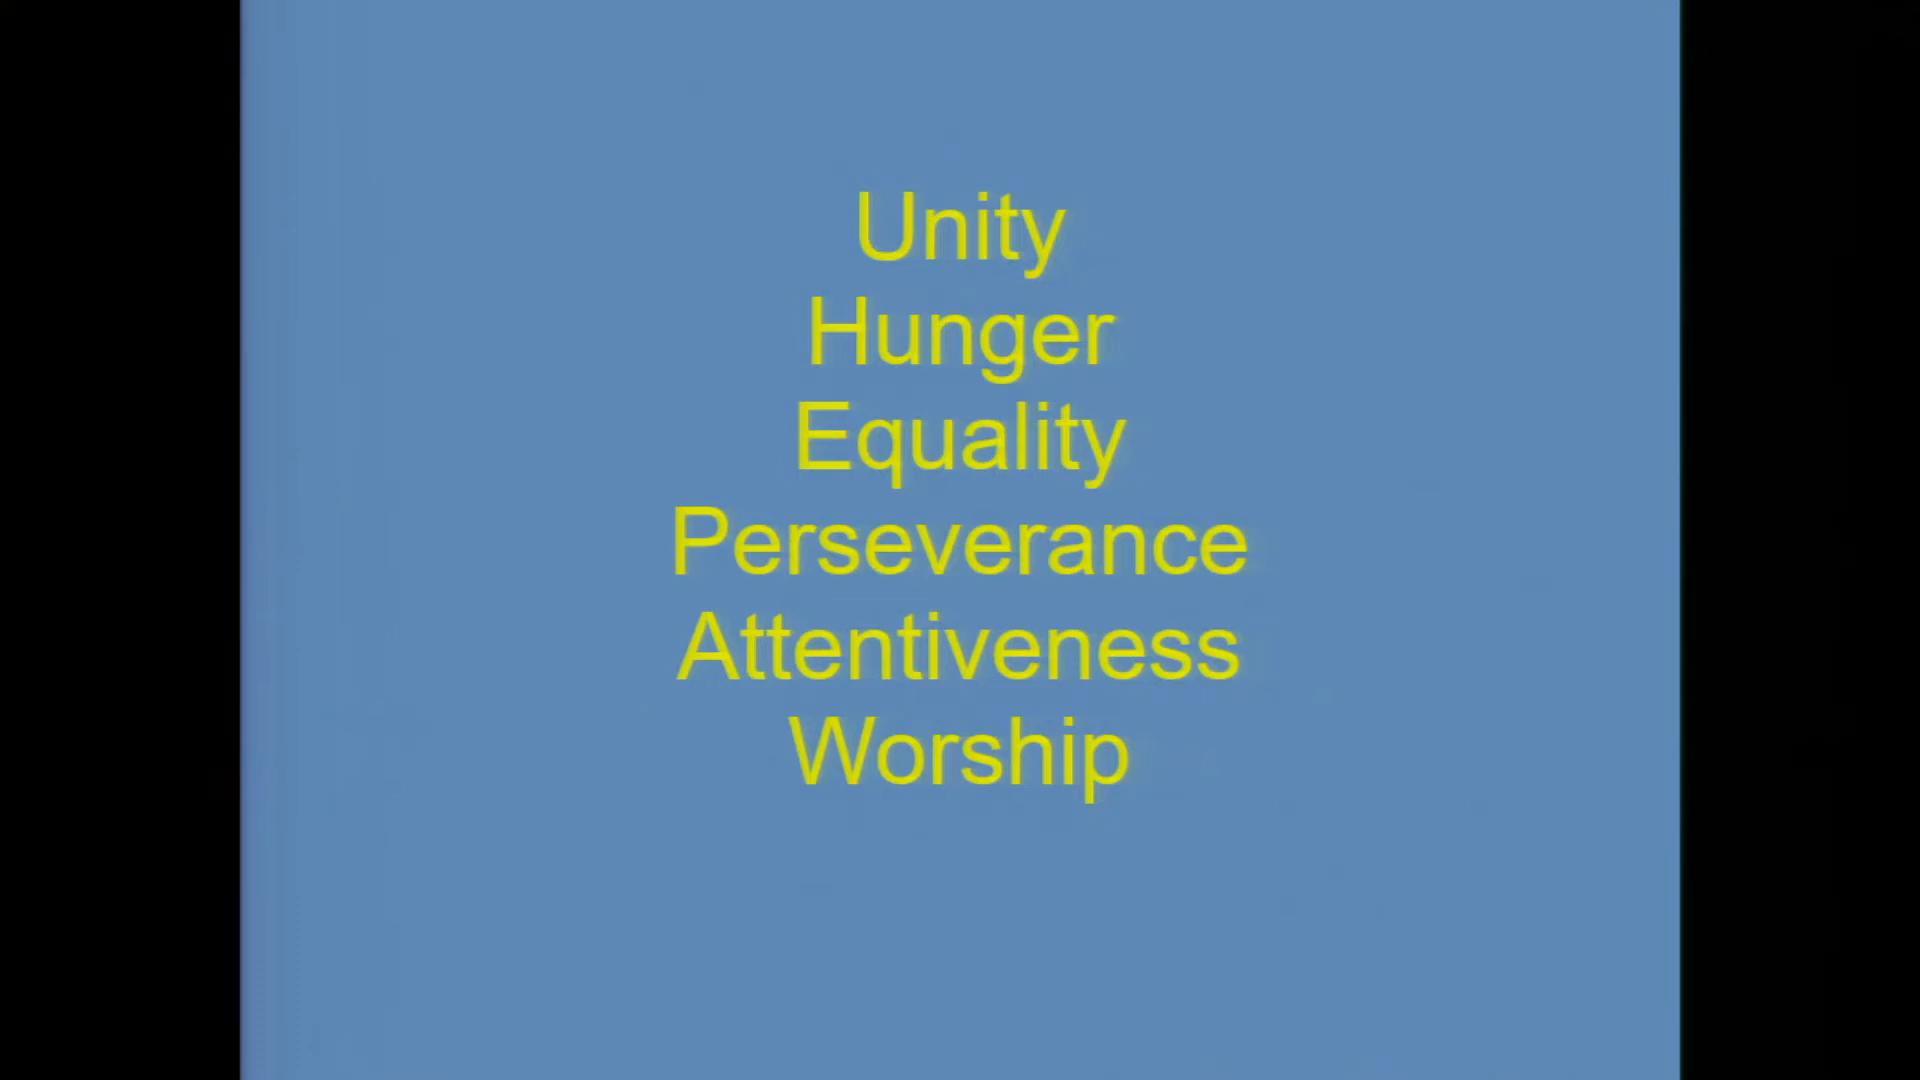 Unity
Hunger
Equality
Perseverance
Attentiveness
Worship